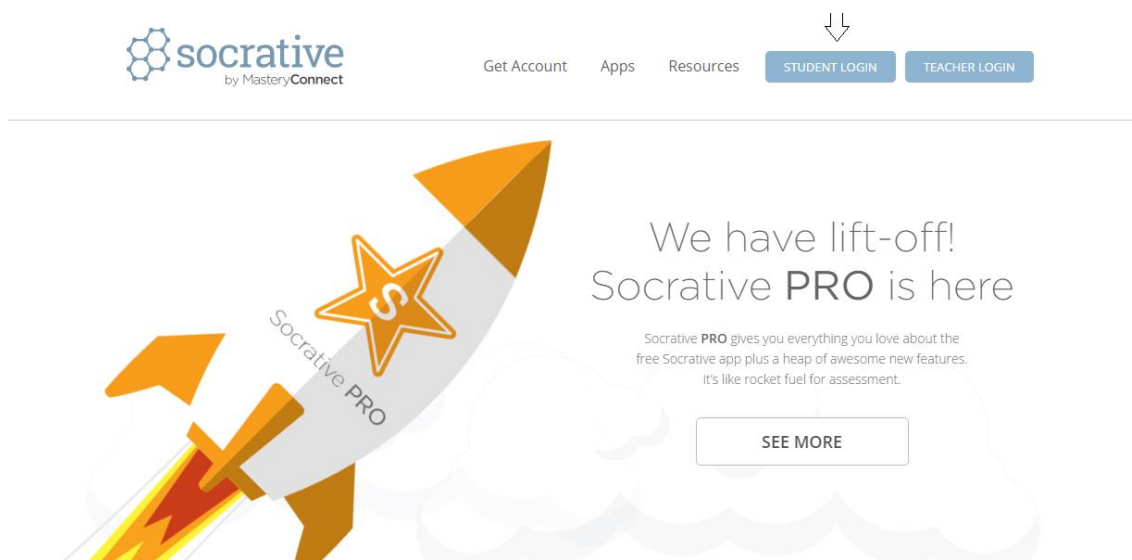 socrative
by MasteryConnect
Get Account
Apps
Resources
STUDENT LOGIN
TEACHER LOGIN
S
Socrative PRO
We have lift-off!
Socrative PRO is here
Socrative PRO gives you everything you love about the
free Socrative app plus a heap of awesome new features.
It's like rocket fuel for assessment.
SEE MORE